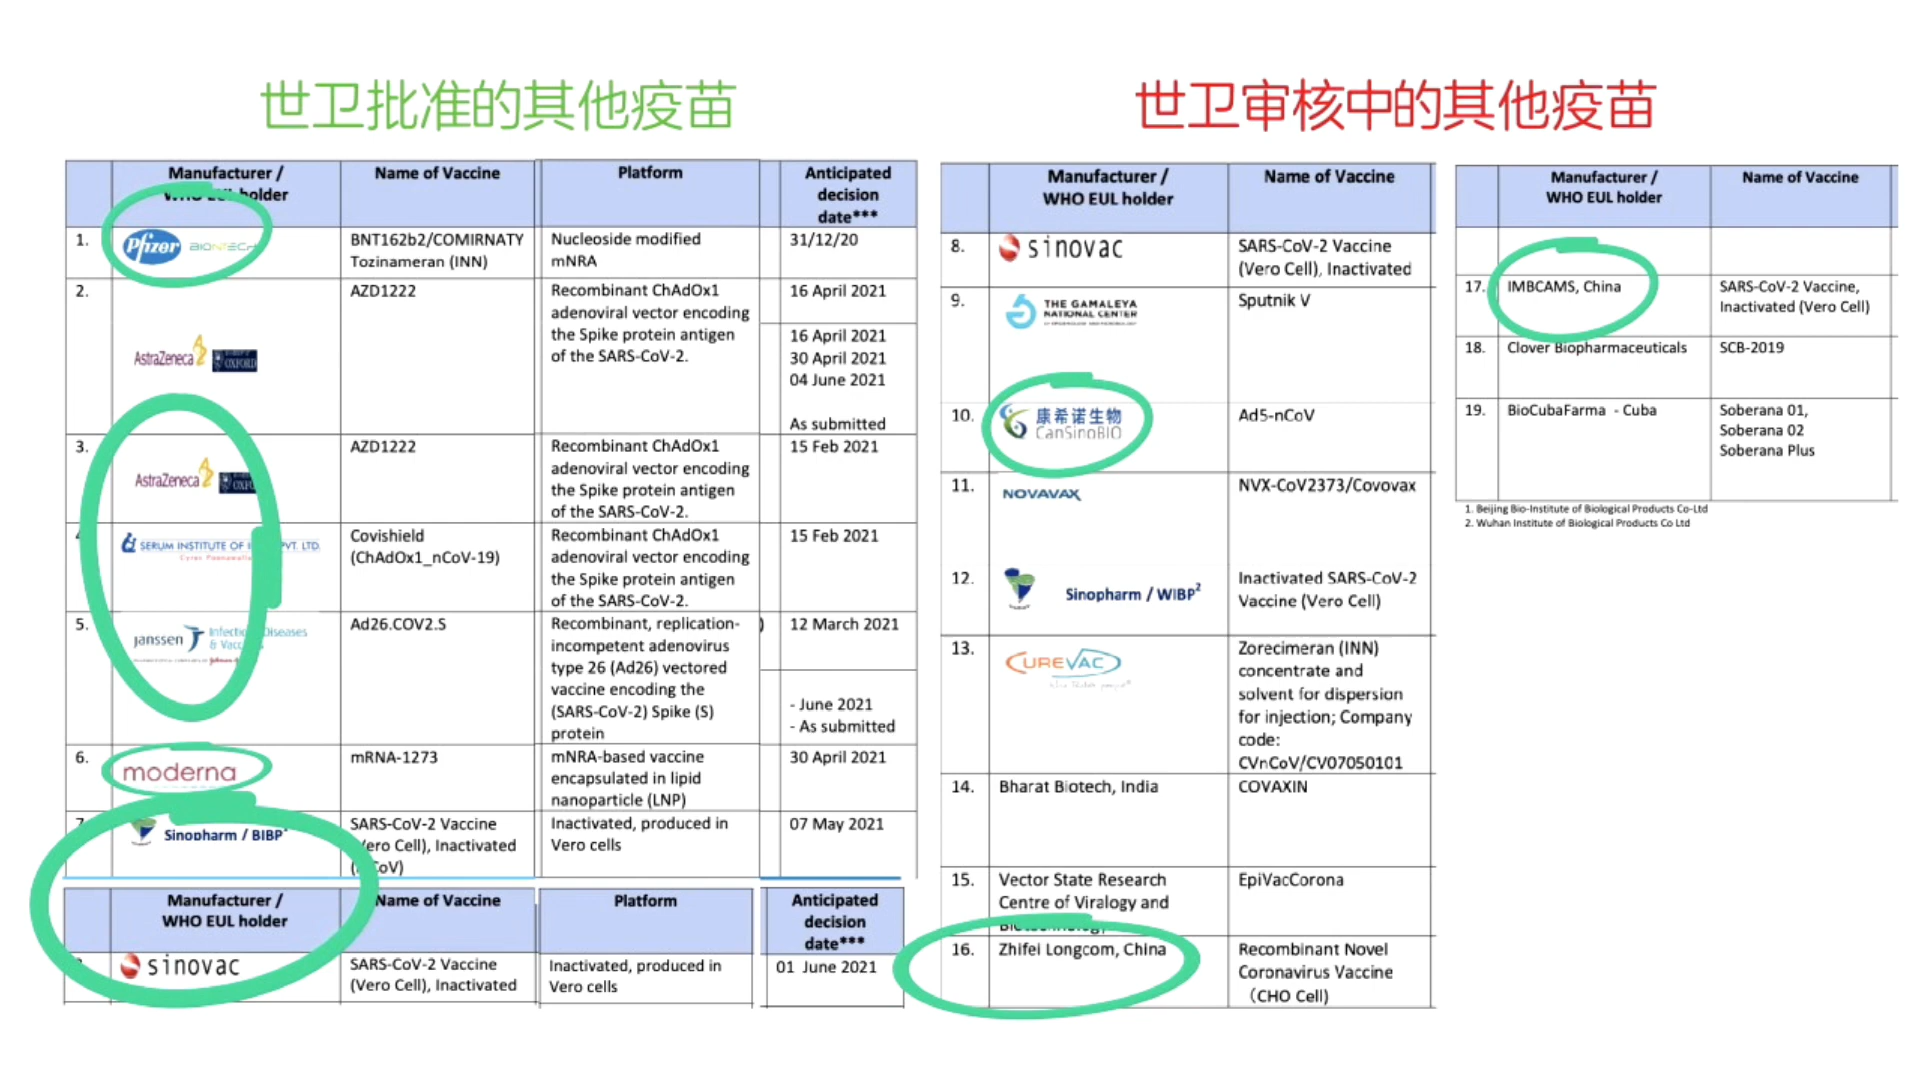 世卫批准的其他疫苗
世卫审核中的其他疫苗
Manufacturer /
holder
Name of Vaccine
Platform
Anticipated
decision
date***
1.
Pfizer BIONTECH
BNT162b2/COMIRNATY
Tozinameran (INN)
Nucleoside modified
mNRA
31/12/20
2.
AstraZeneca OXFORD
AZD1222
Recombinant ChAdOx1
adenoviral vector encoding
the Spike protein antigen
of the SARS-CoV-2.
16 April 2021
16 April 2021
30 April 2021
04 June 2021
As submitted
3.
AstraZeneca
AZD1222
Recombinant ChAdOx1
adenoviral vector encoding
the Spike protein antigen
of the SARS-CoV-2.
15 Feb 2021
SERUM INSTITUTE OF PVT. LTD.
Covishield
(ChAdOx1_nCoV-19)
Recombinant ChAdOx1
adenoviral vector encoding
the Spike protein antigen
of the SARS-CoV-2.
15 Feb 2021
5.
janssen Infectious Diseases
&
Ad26.COV2.S
Recombinant, replication-
incompetent adenovirus
type 26 (Ad26) vectored
vaccine encoding the
(SARS-CoV-2) Spike (S)
protein
)
12 March 2021
- June 2021
- As submitted
6.
moderna
mRNA-1273
mNRA-based vaccine
encapsulated in lipid
nanoparticle (LNP)
30 April 2021
7.
Sinopharm / BIBP
SARS-CoV-2 Vaccine
(Vero Cell), Inactivated
Inactivated, produced in
Vero cells
07 May 2021
Manufacturer /
WHO EUL holder
Name of Vaccine
Platform
Anticipated
decision
date***
sinovac
SARS-CoV-2 Vaccine
(Vero Cell), Inactivated
Inactivated, produced in
Vero cells
01 June 2021
Manufacturer /
WHO EUL holder
Name of Vaccine
8.
sinovac
SARS-CoV-2 Vaccine
(Vero Cell), Inactivated
9.
THE GAMALEYA
NATIONAL CENTER
Sputnik V
10.
康希诺生物
CanSinoBIO
Ad5-nCoV
11.
NOVAVAX
NVX-CoV2373/Covovax
12.
Sinopharm / WIBP2
Inactivated SARS-CoV-2
Vaccine (Vero Cell)
13.
CUREVAC
Zorecimeran (INN)
concentrate and
solvent for dispersion
for injection; Company
code:
CVnCoV/CV07050101
14.
Bharat Biotech, India
COVAXIN
15.
Vector State Research
Centre of Viralogy and
EpiVacCorona
16.
Zhifei Longcom, China
Recombinant Novel
Coronavirus Vaccine
（CHO Cell)
Manufacturer /
WHO EUL holder
Name of Vaccine
17.
IMBCAMS, China
SARS-CoV-2 Vaccine,
Inactivated (Vero Cell)
18.
Clover Biopharmaceuticals
SCB-2019
19.
BioCubaFarma - Cuba
Soberana 01,
Soberana 02
Soberana Plus
1. Beijing Bio-Institute of Biological Products Co-Ltd
2. Wuhan Institute of Biological Products Co Ltd